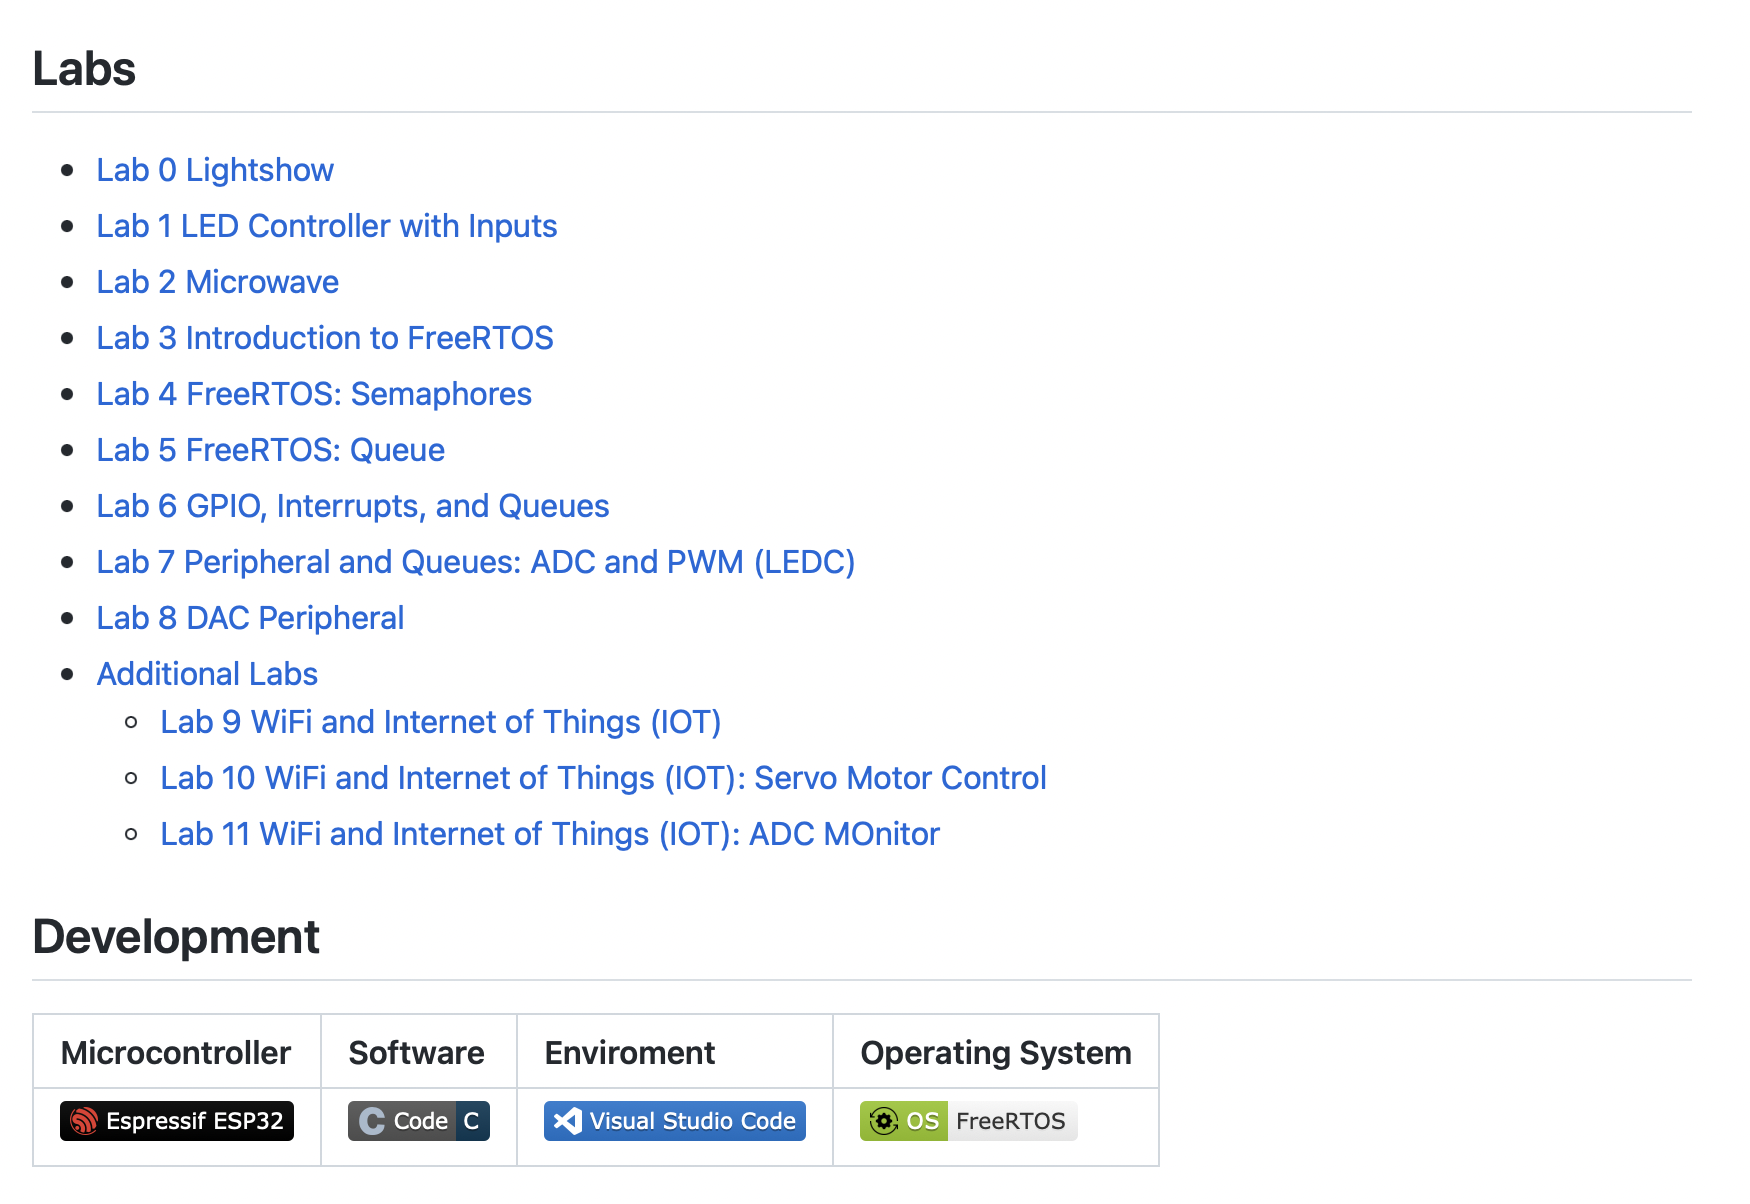 Labs
Lab 0 Lightshow
Lab 1 LED Controller with Inputs
Lab 2 Microwave
Lab 3 Introduction to FreeRTOS
Lab 4 FreeRTOS: Semaphores
Lab 5 FreeRTOS: Queue
Lab 6 GPIO, Interrupts, and Queues
Lab 7 Peripheral and Queues: ADC and PWM (LEDC)
Lab 8 DAC Peripheral
Additional Labs
Lab 9 WiFi and Internet of Things (IOT)
Lab 10 WiFi and Internet of Things (IOT): Servo Motor Control
Lab 11 WiFi and Internet of Things (IOT): ADC MOnitor
Development
Microcontroller Software Enviroment Operating System
Espressif ESP32 C Code C Visual Studio Code OS FreeRTOS